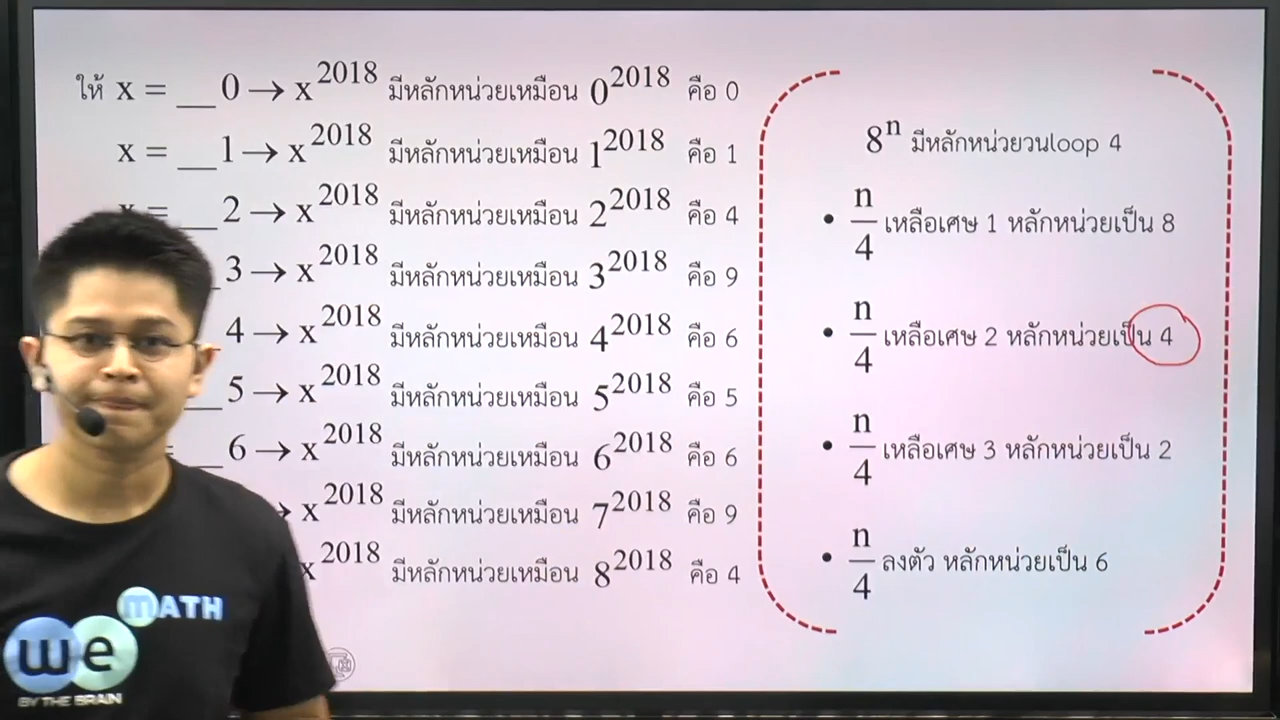 ให้ x = __0 → x^2018 มีหลักหน่วยเหมือน 0^2018 คือ 0
x = __1 → x^2018 มีหลักหน่วยเหมือน 1^2018 คือ 1
x = __2 → x^2018 มีหลักหน่วยเหมือน 2^2018 คือ 4
_3 → x^2018 มีหลักหน่วยเหมือน 3^2018 คือ 9
4 → x^2018 มีหลักหน่วยเหมือน 4^2018 คือ 6
__5 → x^2018 มีหลักหน่วยเหมือน 5^2018 คือ 5
__6 → x^2018 มีหลักหน่วยเหมือน 6^2018 คือ 6
→ x^2018 มีหลักหน่วยเหมือน 7^2018 คือ 9
x^2018 มีหลักหน่วยเหมือน 8^2018 คือ 4
8^n มีหลักหน่วยวนloop 4
• n/4 เหลือเศษ 1 หลักหน่วยเป็น 8
• n/4 เหลือเศษ 2 หลักหน่วยเป็น 4
• n/4 เหลือเศษ 3 หลักหน่วยเป็น 2
• n/4 ลงตัว หลักหน่วยเป็น 6
mATH
we
BY THE BRAIN